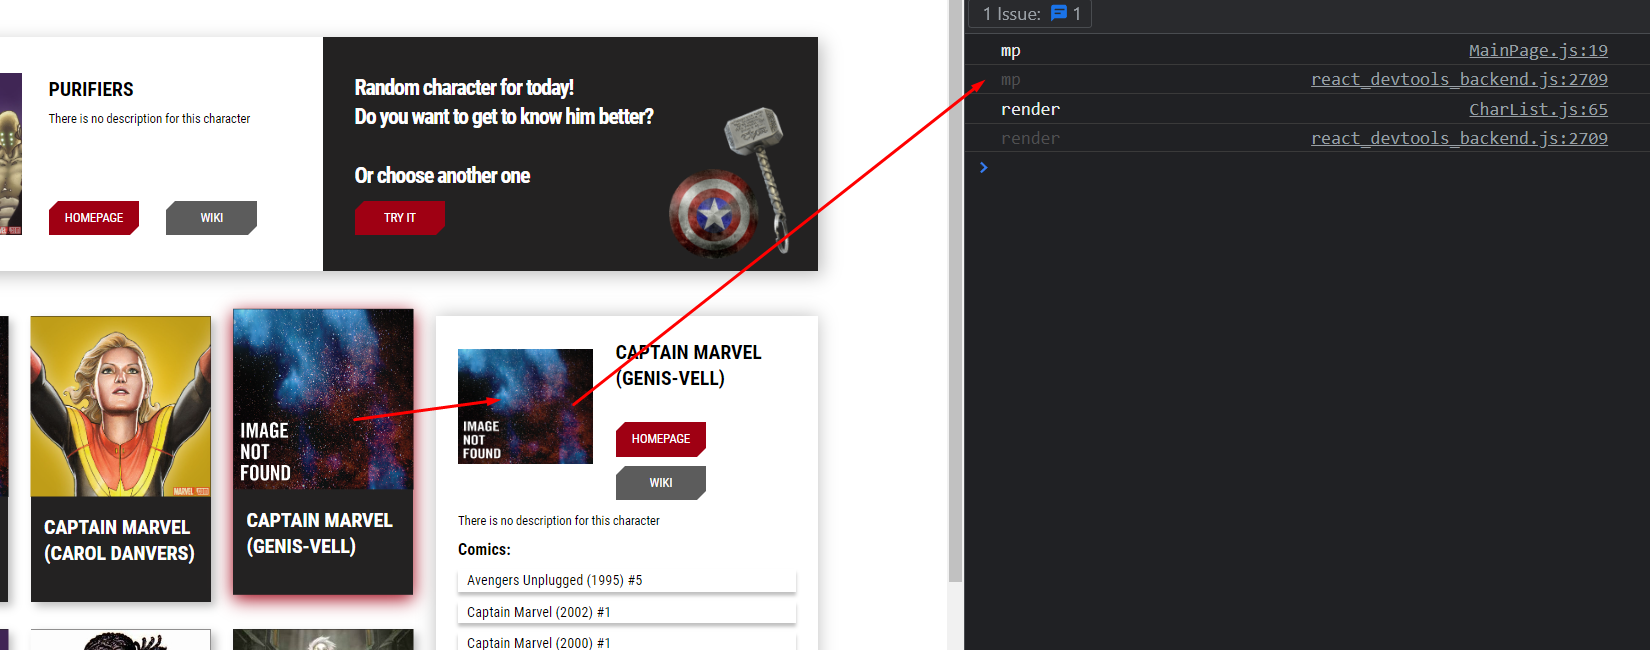 PURIFIERS
There is no description for this character
HOMEPAGE
WIKI
Random character for today!
Do you want to get to know him better?
Or choose another one
TRY IT
MARVEL
CAPTAIN MARVEL
(CAROL DANVERS)
IMAGE
NOT
FOUND
CAPTAIN MARVEL
(GENIS-VELL)
IMAGE
NOT
FOUND
CAPTAIN MARVEL
(GENIS-VELL)
HOMEPAGE
WIKI
There is no description for this character
Comics:
Avengers Unplugged (1995) #5
Captain Marvel (2002) #1
Captain Marvel (2000) #1
1 Issue: 1
mp MainPage.js:19
mp react_devtools_backend.js:2709
render CharList.js:65
render react_devtools_backend.js:2709